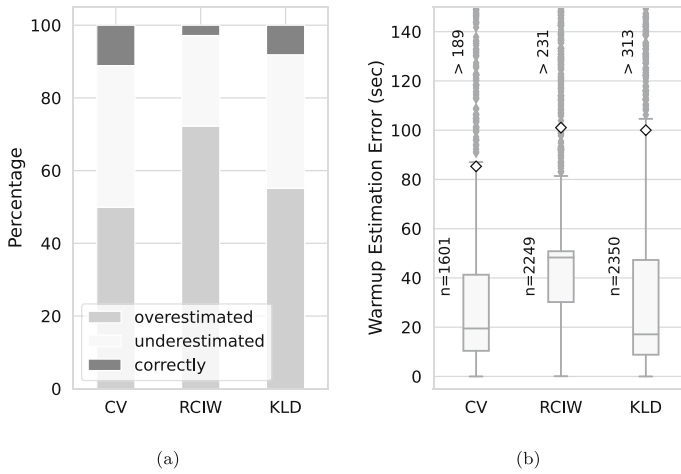 100
80
60
40
20
0
Percentage
overestimated
underestimated
correctly
CV RCIW KLD
(a)
140
120
100
80
60
40
20
0
Warmup Estimation Error (sec)
> 189
> 231
> 313
n=1601
n=2249
n=2350
CV RCIW KLD
(b)